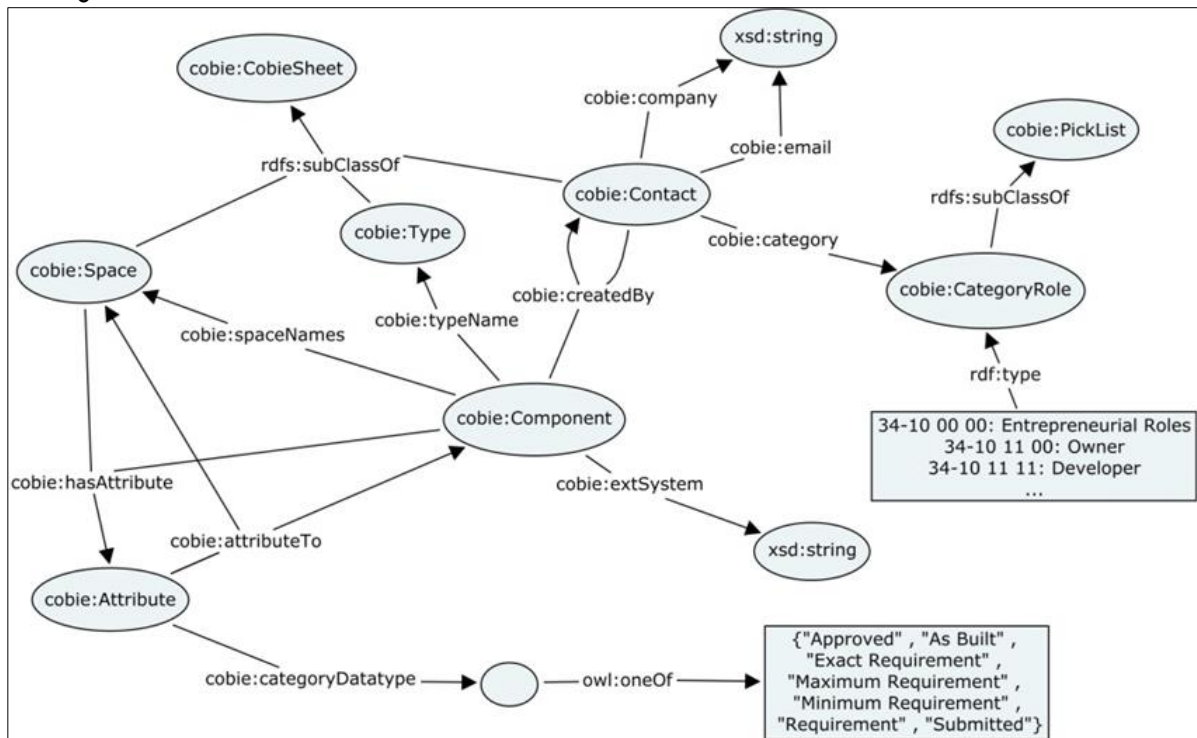 xsd:string
cobie:CobieSheet
cobie:company
cobie:PickList
cobie:email
rdfs:subClassOf
cobie:Contact
rdfs:subClassOf
cobie:Type
cobie:category
cobie:Space
cobie:createdBy
cobie:CategoryRole
cobie:typeName
cobie:spaceNames
rdf:type
cobie:Component
34-10 00 00: Entrepreneurial Roles
34-10 11 00: Owner
34-10 11 11: Developer
...
cobie:hasAttribute
cobie:extSystem
cobie:attributeTo
xsd:string
cobie:Attribute
{"Approved" , "As Built" ,
"Exact Requirement" ,
"Maximum Requirement" ,
"Minimum Requirement" ,
"Requirement" , "Submitted"}
cobie:categoryDatatype
owl:oneOf